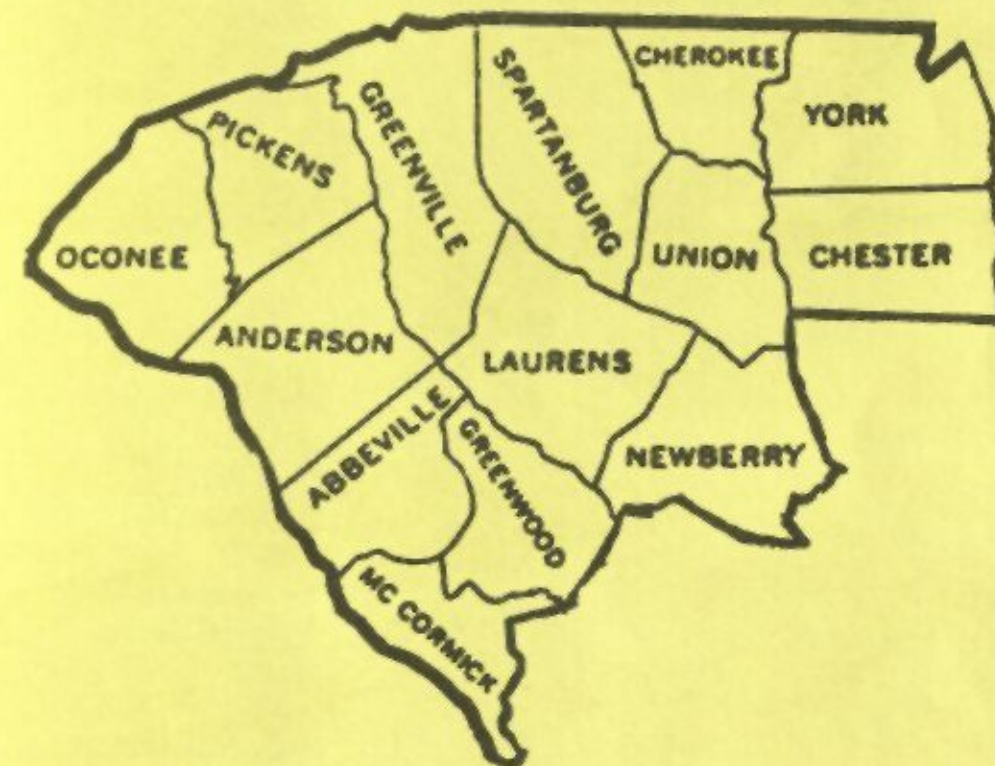 CHEROKEE
SPARTANBURG
GREENVILLE
YORK
PICKENS
OCONEE
UNION
CHESTER
ANDERSON
LAURENS
ABBEVILLE
GREENWOOD
NEWBERRY
MC CORMICK